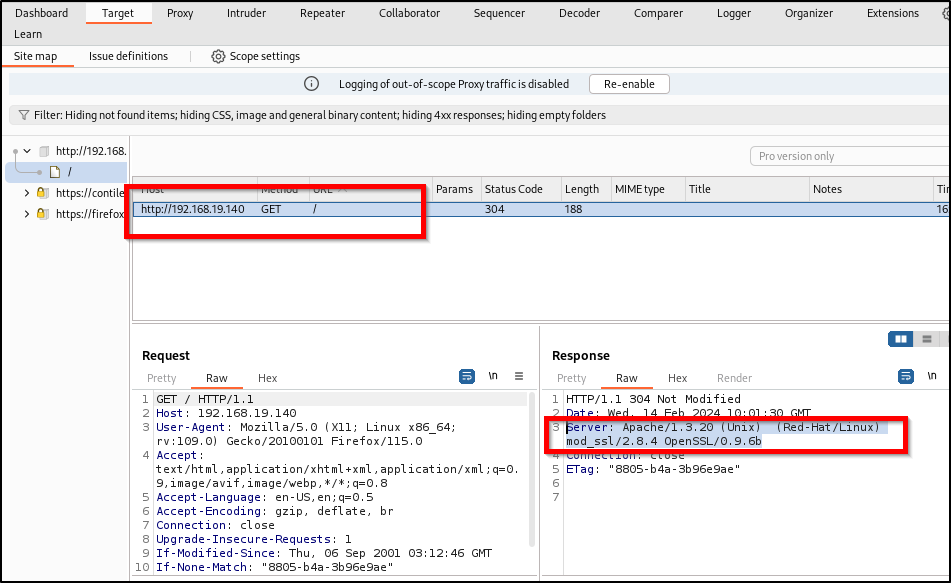 Dashboard Target Proxy Intruder Repeater Collaborator Sequencer Decoder Comparer Logger Organizer Extensions
Learn
Site map Issue definitions Scope settings
Logging of out-of-scope Proxy traffic is disabled Re-enable
Filter: Hiding not found items; hiding CSS, image and general binary content; hiding 4xx responses; hiding empty folders
http://192.168.
/
https://contile
https://firefox
Pro version only
Host Method URL Params Status Code Length MIME type Title Notes Tim
http://192.168.19.140 GET / 304 188 16
Request
Pretty Raw Hex \n
1 GET / HTTP/1.1
2 Host: 192.168.19.140
3 User-Agent: Mozilla/5.0 (X11; Linux x86_64;
rv:109.0) Gecko/20100101 Firefox/115.0
4 Accept:
text/html,application/xhtml+xml,application/xml;q=0.
9,image/avif,image/webp,*/*;q=0.8
5 Accept-Language: en-US,en;q=0.5
6 Accept-Encoding: gzip, deflate, br
7 Connection: close
8 Upgrade-Insecure-Requests: 1
9 If-Modified-Since: Thu, 06 Sep 2001 03:12:46 GMT
10 If-None-Match: "8805-b4a-3b96e9ae"
Response
Pretty Raw Hex Render \n
1 HTTP/1.1 304 Not Modified
2 Date: Wed, 14 Feb 2024 10:01:30 GMT
3 Server: Apache/1.3.20 (Unix) (Red-Hat/Linux)
mod_ssl/2.8.4 OpenSSL/0.9.6b
4 Connection: close
5 ETag: "8805-b4a-3b96e9ae"
6
7